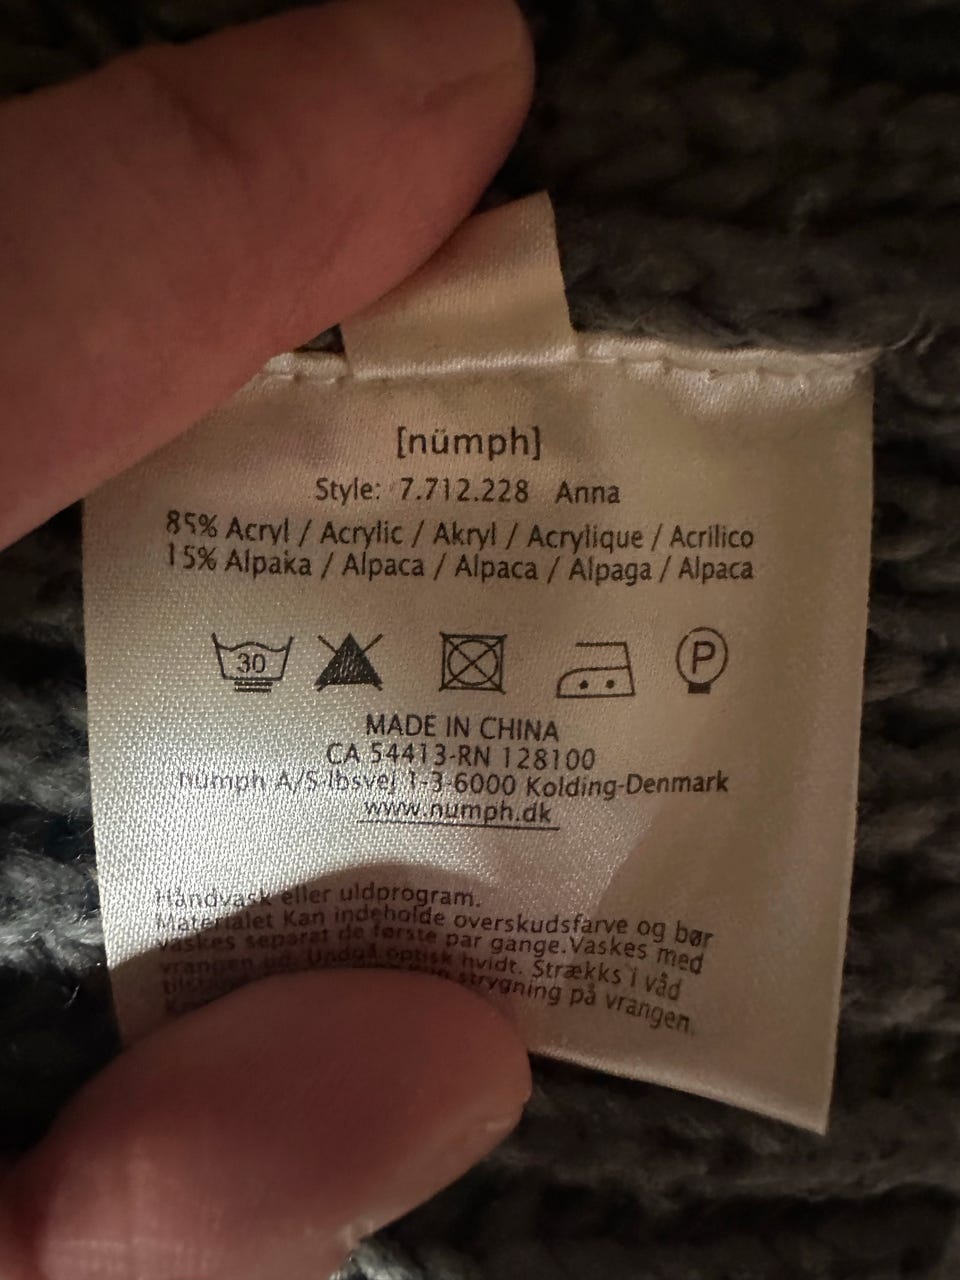 [nümph]
Style: 7.712.228 Anna
85% Acryl / Acrylic / Akryl / Acrylique / Acrilico
15% Alpaka / Alpaca / Alpaca / Alpaga / Alpaca
30
P
MADE IN CHINA
CA 54413-RN 128100
numph A/S-Ibsvej 1-3-6000 Kolding-Denmark
www.numph.dk
Håndvask eller uldprogram.
Materialet Kan indeholde overskudsfarve og bør
vaskes separat de første par gange.Vaskes med
vrangen ud. Undgå optisk hvidt. Strækks i våd
strygning på vrangen.